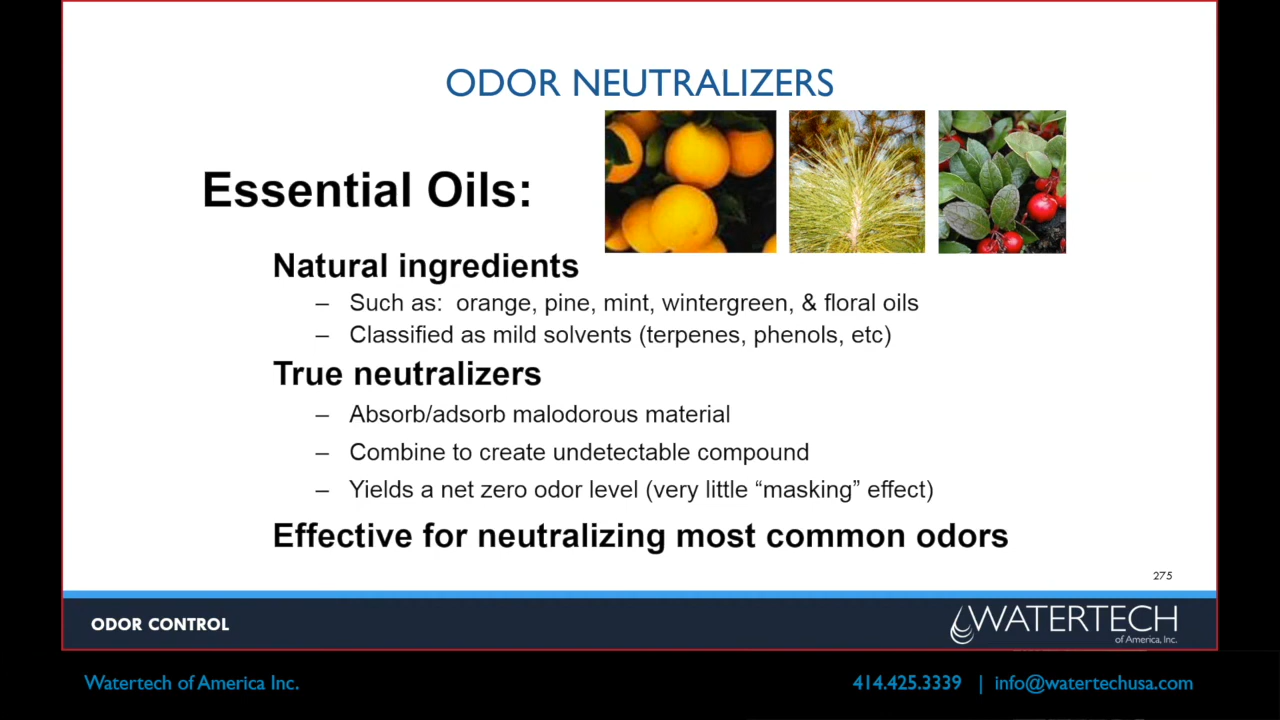 ODOR NEUTRALIZERS
Essential Oils:
Natural ingredients
– Such as: orange, pine, mint, wintergreen, & floral oils
– Classified as mild solvents (terpenes, phenols, etc)
True neutralizers
– Absorb/adsorb malodorous material
– Combine to create undetectable compound
– Yields a net zero odor level (very little “masking” effect)
Effective for neutralizing most common odors
275
ODOR CONTROL
WATERTECH
of America, Inc.
Watertech of America Inc.
414.425.3339 | info@watertechusa.com